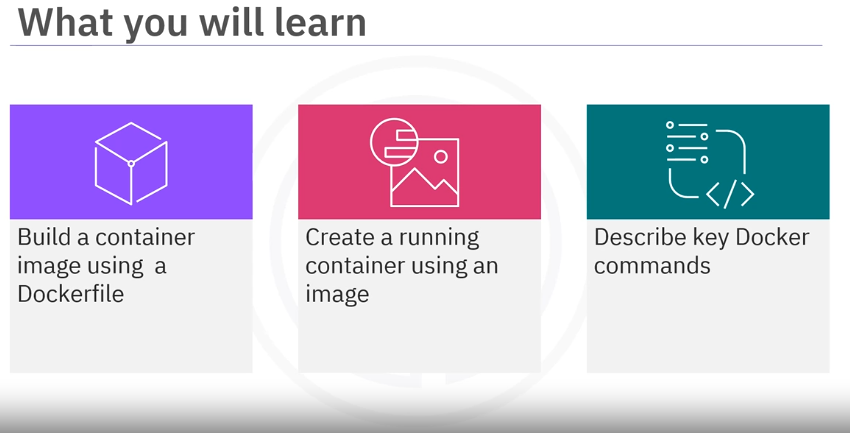 What you will learn
Build a container
image using a
Dockerfile
Create a running
container using an
image
Describe key Docker
commands